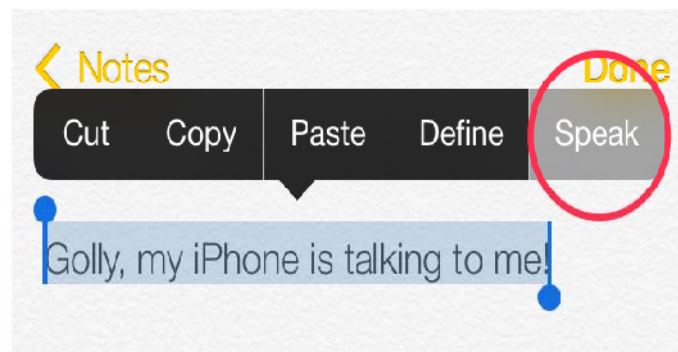 Notes
Done
Cut Copy Paste Define Speak
Golly, my iPhone is talking to me!